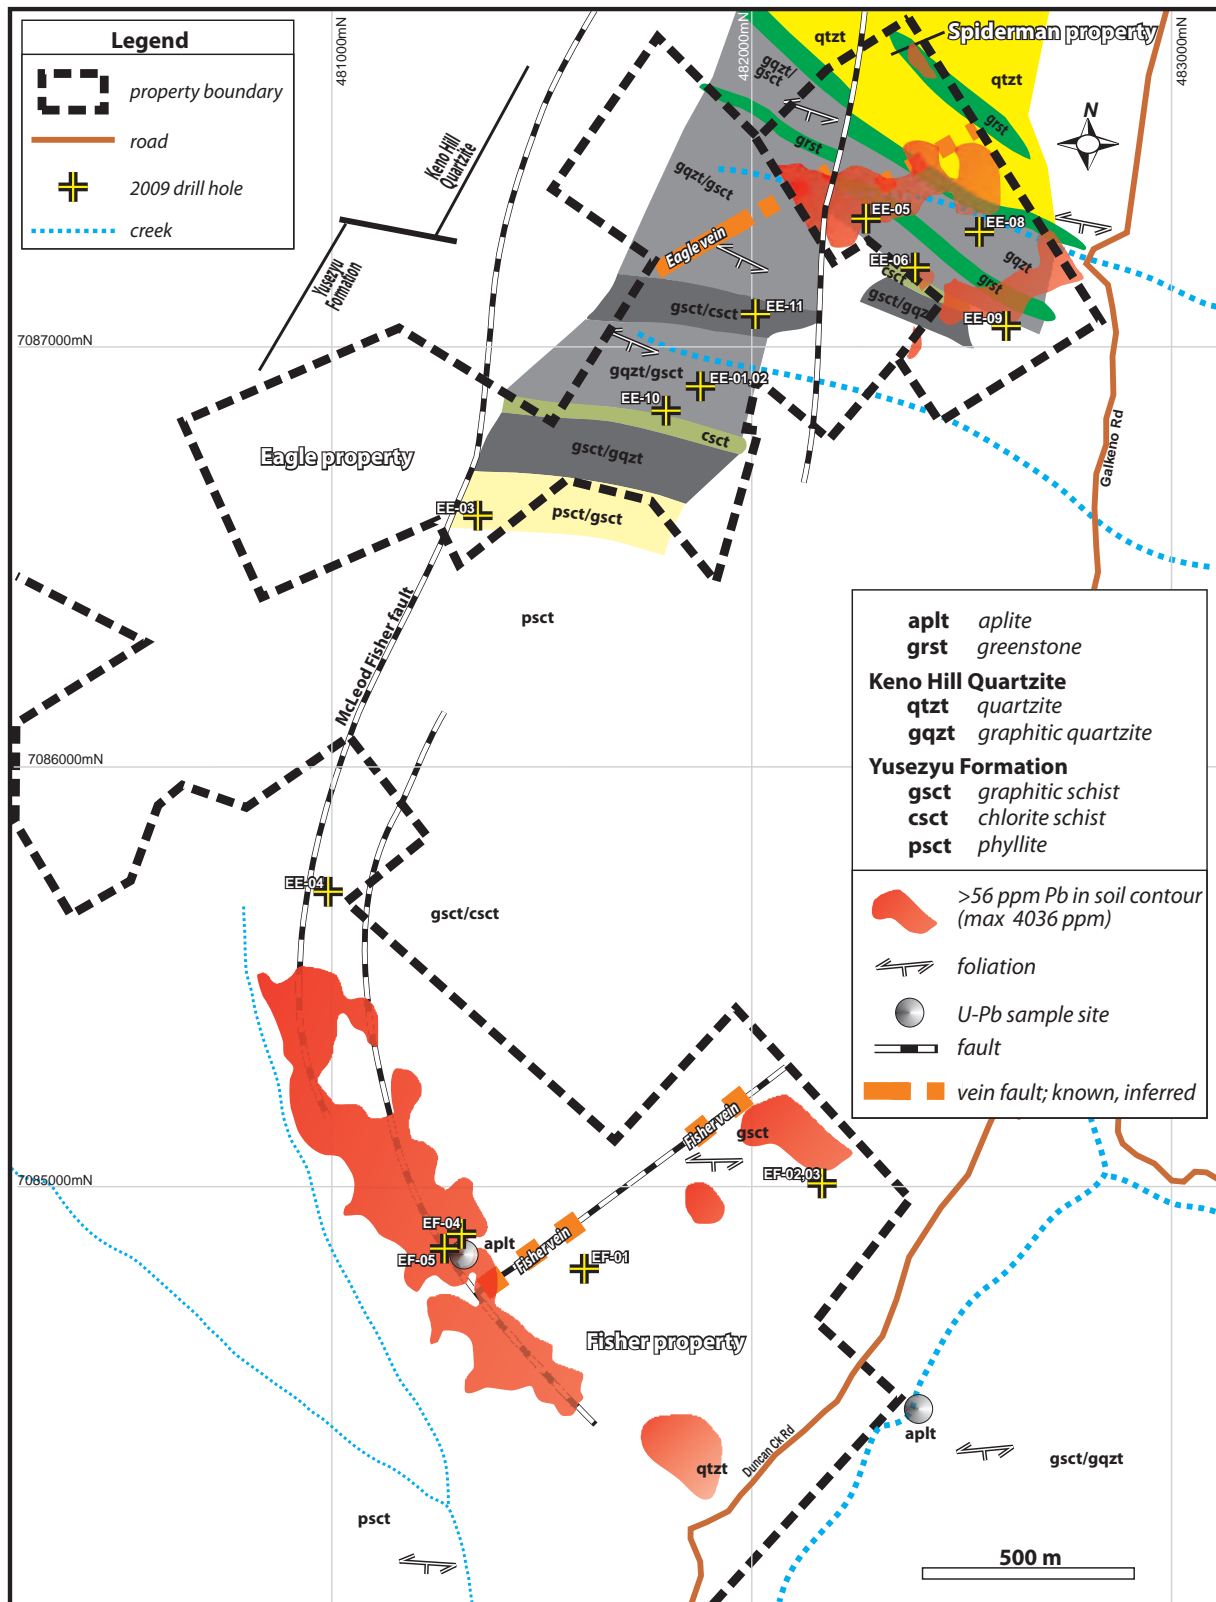 Legend
property boundary
road
2009 drill hole
creek
481000mN
482000mN
483000mN
Keno Hill
Quartzite
Yusezyu
Formation
Spiderman property
qtzt
qtzt
gqzt/
gsct
grst
grst
N
gqzt/gsct
Eagle vein
EE-05
EE-08
EE-06
csct
gqzt
grst
gsct/gqz
EE-09
gsct/csct
EE-11
7087000mN
gqzt/gsct
EE-01,02
EE-10
csct
Eagle property
gsct/gqzt
Galkeno Rd
EE-03
psct/gsct
psct
McLeod Fisher fault
aplt aplite
grst greenstone
Keno Hill Quartzite
qtzt quartzite
gqzt graphitic quartzite
Yusezyu Formation
gsct graphitic schist
csct chlorite schist
psct phyllite
>56 ppm Pb in soil contour
(max 4036 ppm)
foliation
U-Pb sample site
fault
vein fault; known, inferred
7086000mN
EE-04
gsct/csct
Fisher vein
gsct
7085000mN
EF-02,03
EF-04
aplt
EF-05
Fisher vein
EF-01
Fisher property
aplt
Duncan Ck Rd
qtzt
gsct/gqzt
psct
500 m